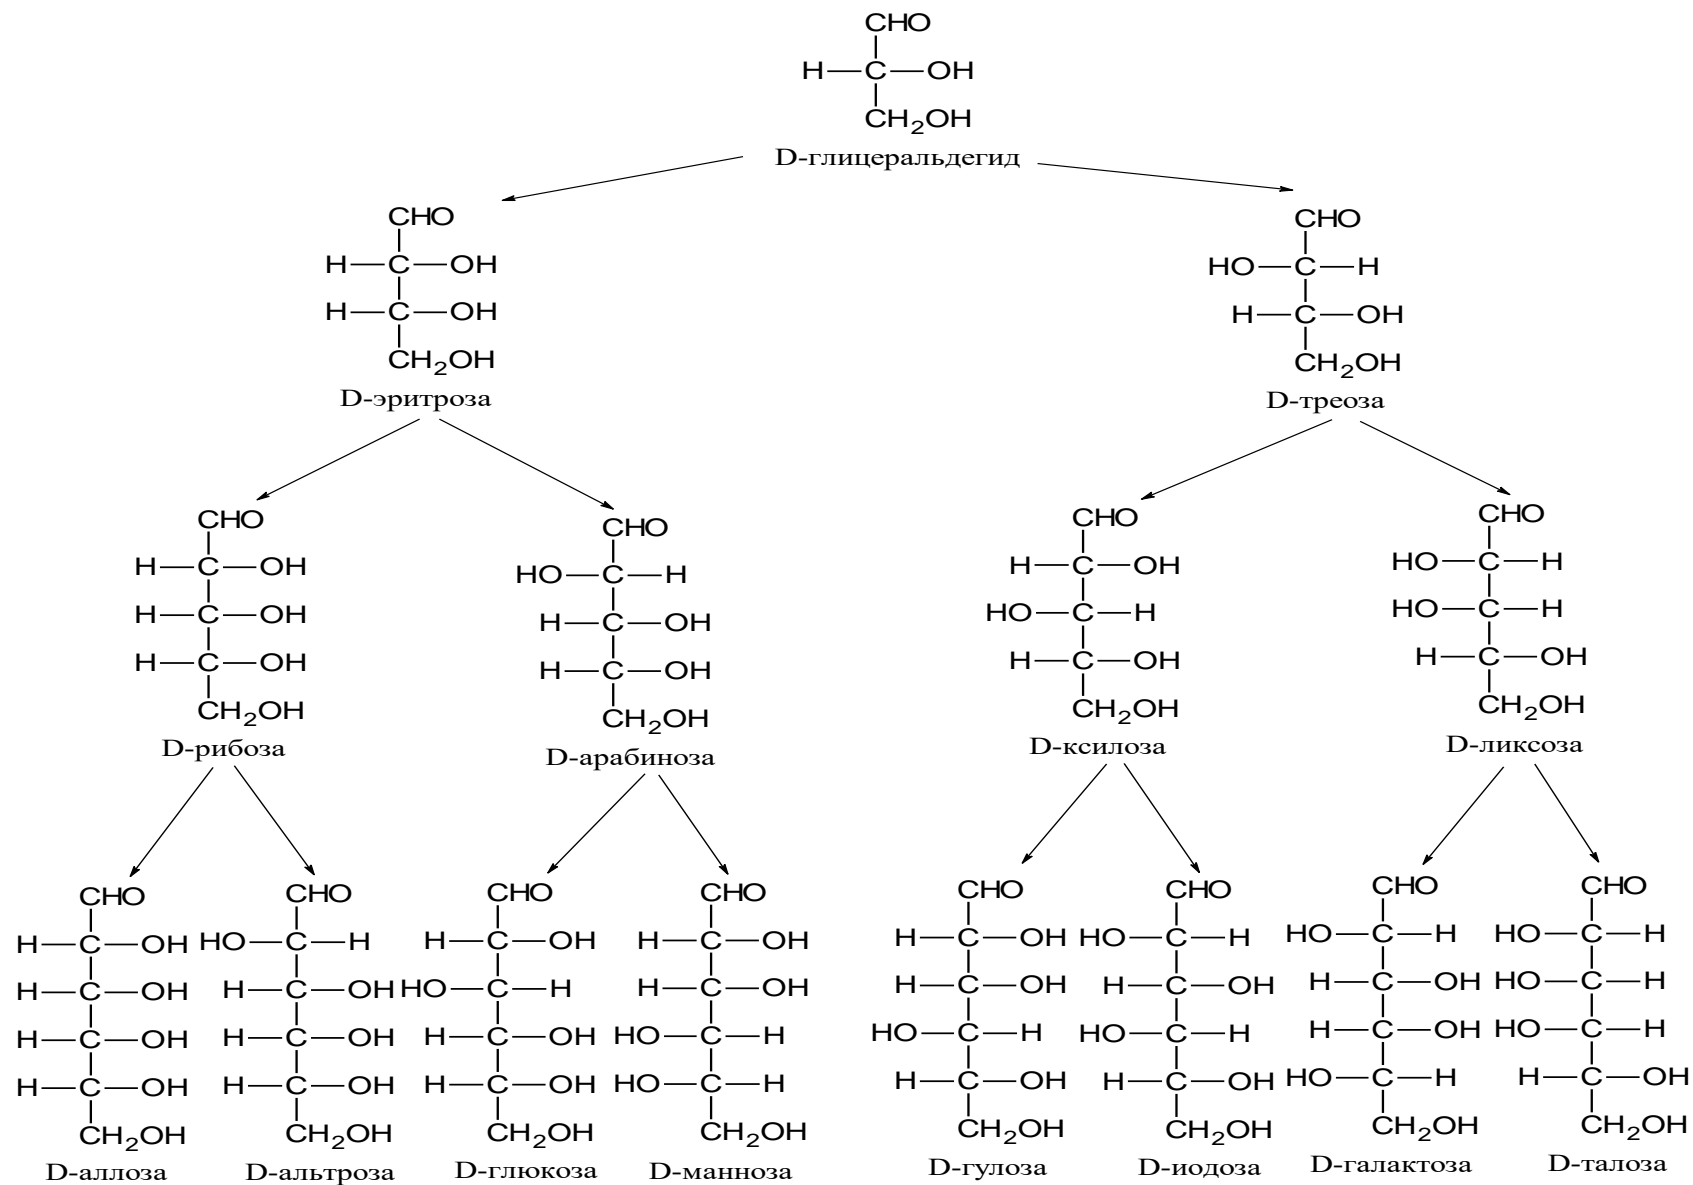 CHO
H—C—OH
CH2OH
D-глицеральдегид
CHO
H—C—OH
H—C—OH
CH2OH
D-эритроза
CHO
HO—C—H
H—C—OH
CH2OH
D-треоза
CHO
H—C—OH
H—C—OH
H—C—OH
CH2OH
D-рибоза
CHO
HO—C—H
H—C—OH
H—C—OH
CH2OH
D-арабиноза
CHO
H—C—OH
HO—C—H
H—C—OH
CH2OH
D-ксилоза
CHO
HO—C—H
HO—C—H
H—C—OH
CH2OH
D-ликсоза
CHO
H—C—OH
H—C—OH
H—C—OH
H—C—OH
CH2OH
D-аллоза
CHO
HO—C—H
H—C—OH
H—C—OH
H—C—OH
CH2OH
D-альтроза
CHO
H—C—OH
HO—C—H
H—C—OH
H—C—OH
CH2OH
D-глюкоза
CHO
H—C—OH
H—C—OH
HO—C—H
HO—C—H
CH2OH
D-манноза
CHO
H—C—OH
H—C—OH
HO—C—H
H—C—OH
CH2OH
D-гулоза
CHO
HO—C—H
H—C—OH
HO—C—H
H—C—OH
CH2OH
D-иодоза
CHO
HO—C—H
H—C—OH
H—C—OH
HO—C—H
CH2OH
D-галактоза
CHO
HO—C—H
HO—C—H
HO—C—H
H—C—OH
CH2OH
D-талоза